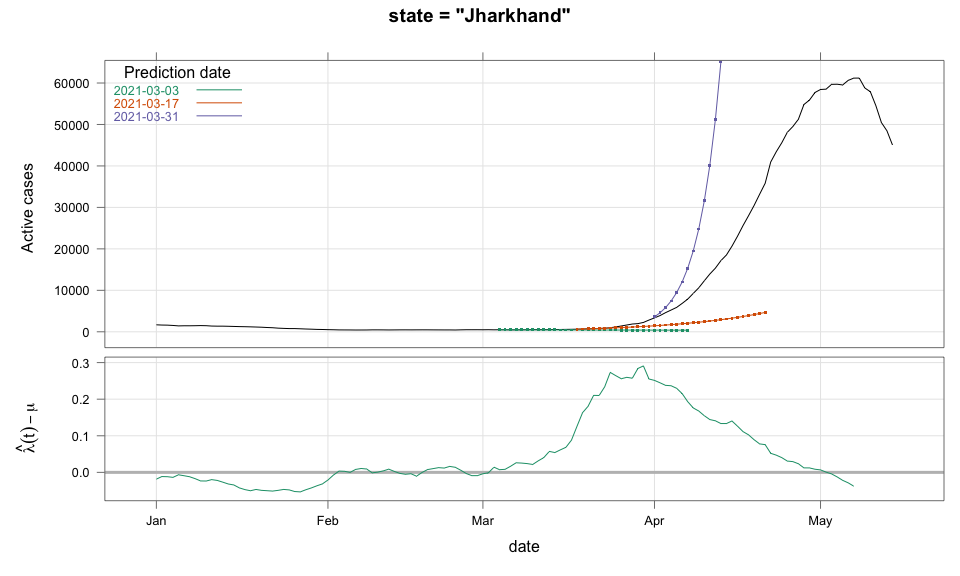 state = "Jharkhand"
Prediction date
2021-03-03
2021-03-17
2021-03-31
Active cases
60000
50000
40000
30000
20000
10000
0
λ̂(t) − μ
0.3
0.2
0.1
0.0
Jan Feb Mar Apr May
date